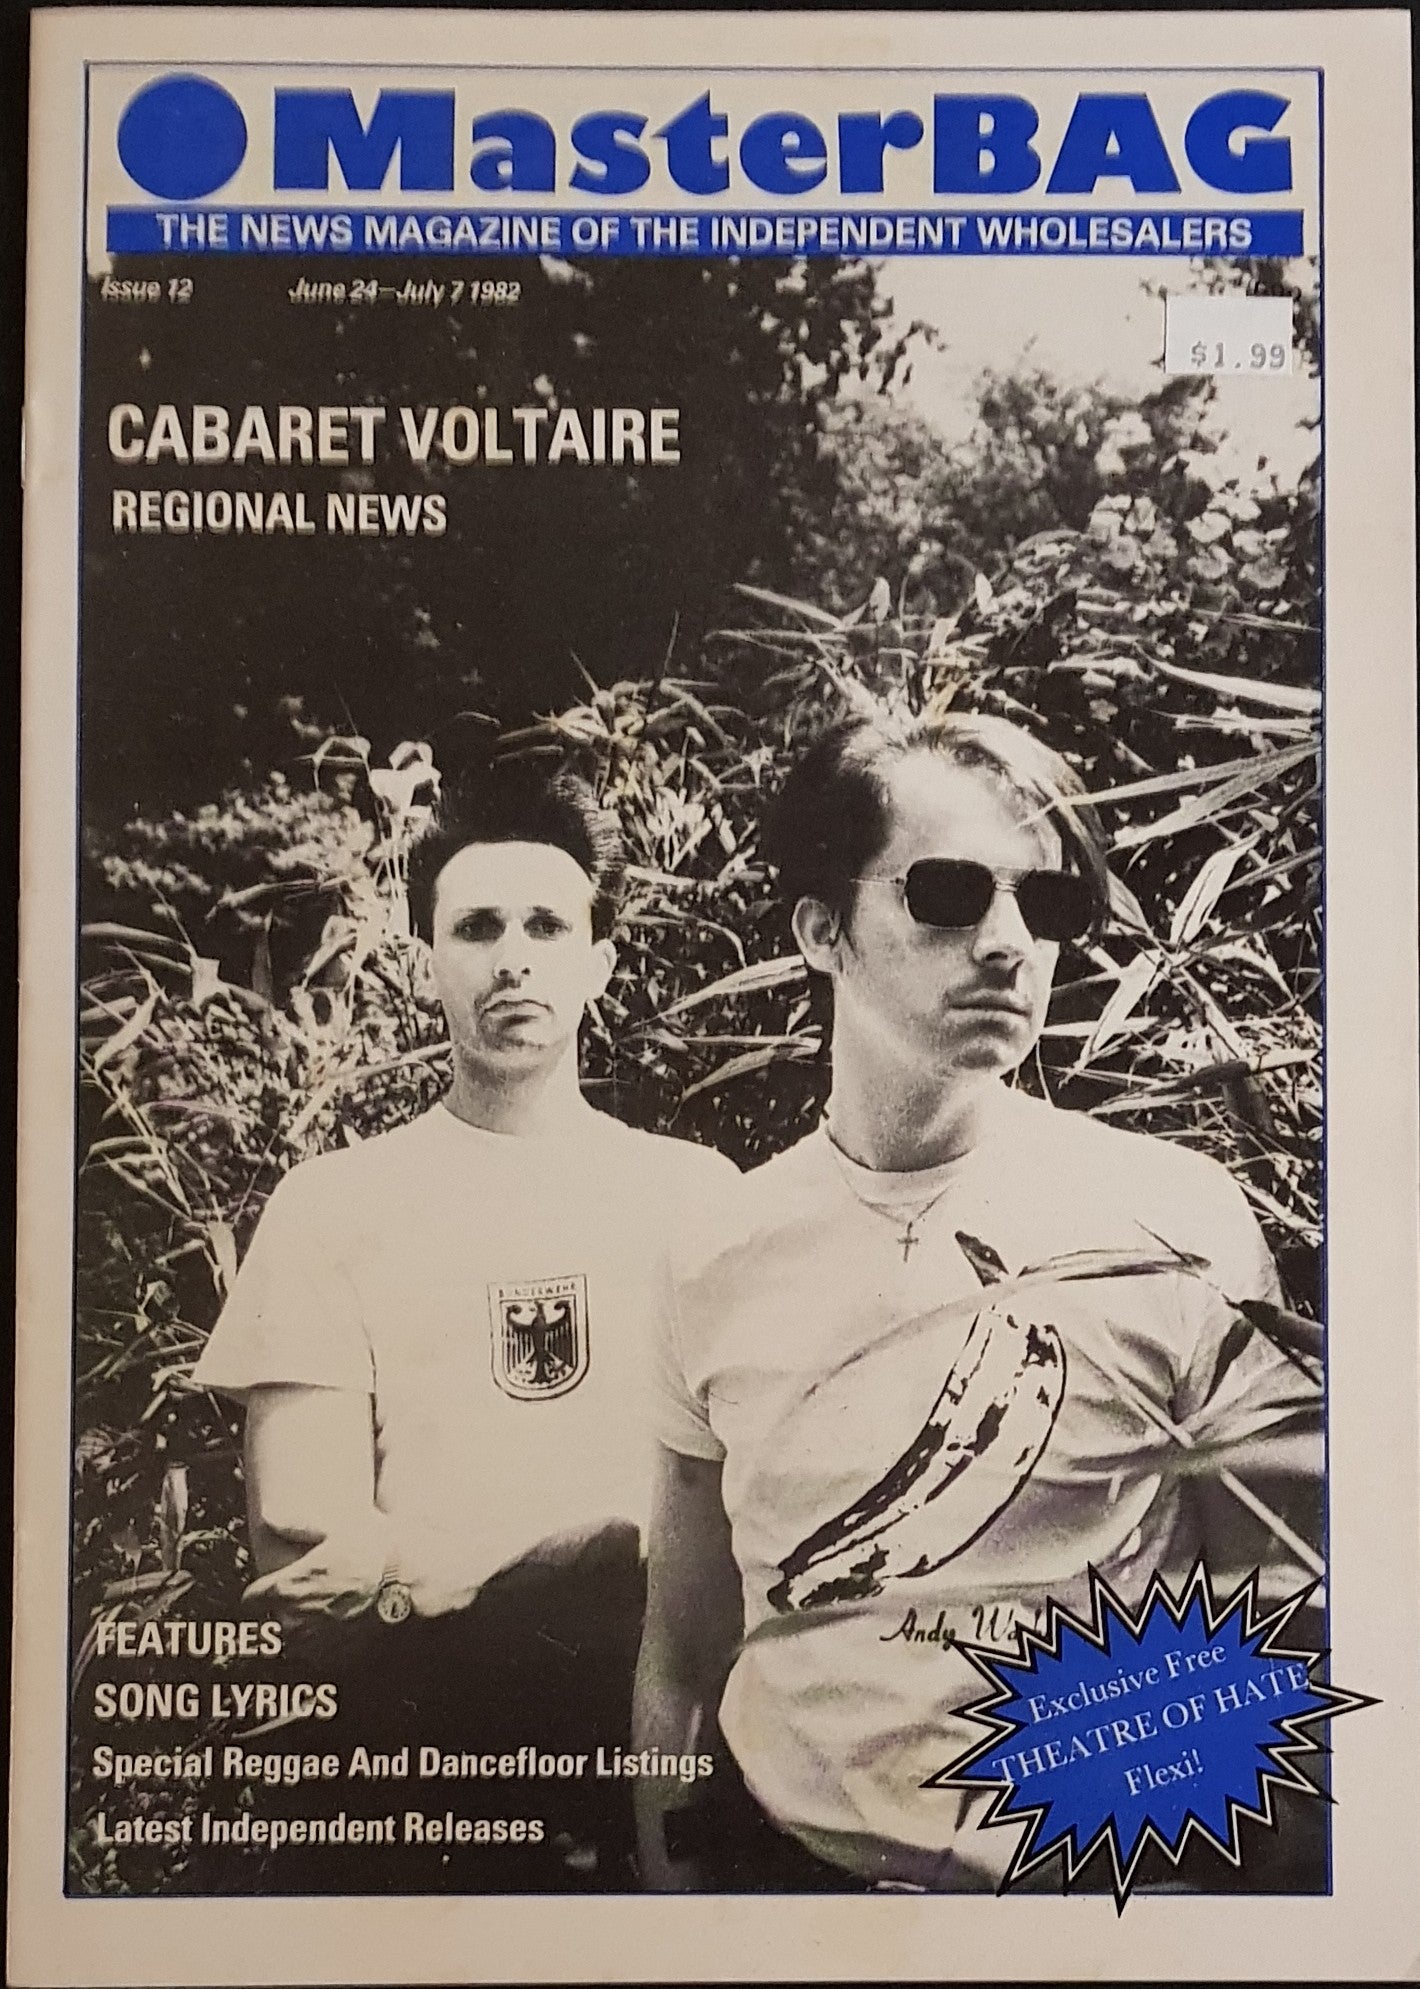 MasterBAG
THE NEWS MAGAZINE OF THE INDEPENDENT WHOLESALERS
Issue 12 June 24–July 7 1982
$1.99
CABARET VOLTAIRE
REGIONAL NEWS
BUNDESWEHR
Andy
FEATURES
SONG LYRICS
Special Reggae And Dancefloor Listings
Latest Independent Releases
Exclusive Free
THEATRE OF HATE
Flexi!